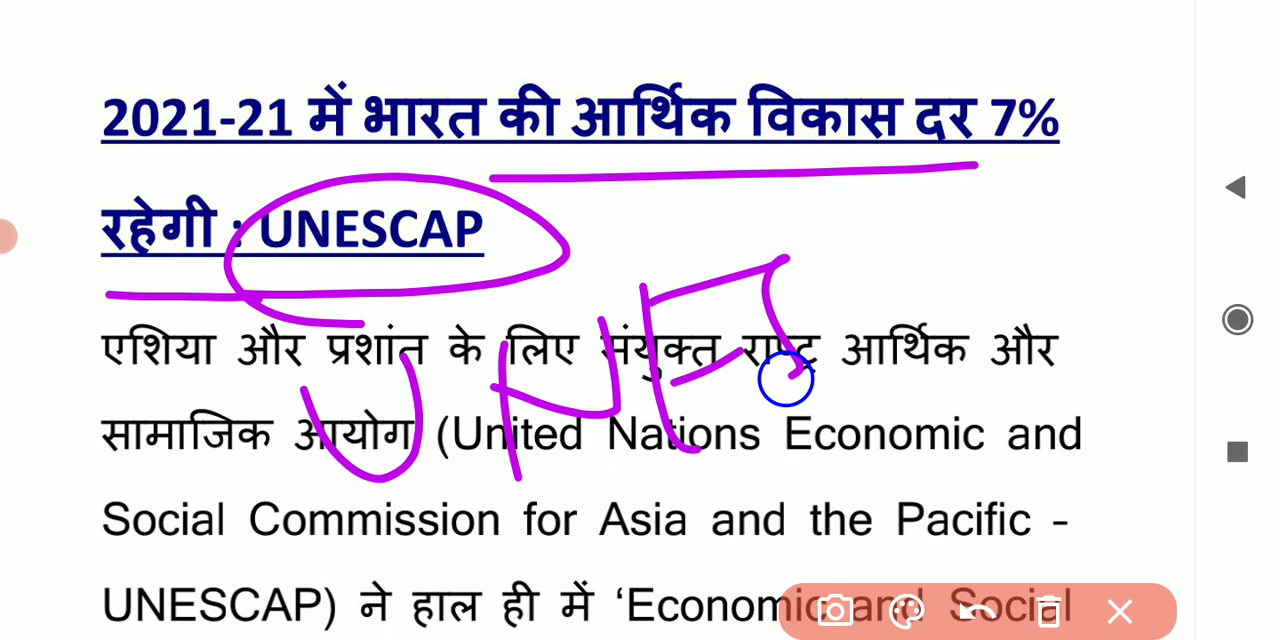 2021-21 में भारत की आर्थिक विकास दर 7%
रहेगी : UNESCAP
एशिया और प्रशांत के लिए संयुक्त राष्ट्र आर्थिक और
सामाजिक आयोग (United Nations Economic and
Social Commission for Asia and the Pacific -
UNESCAP) ने हाल ही में ‘Economic and Social